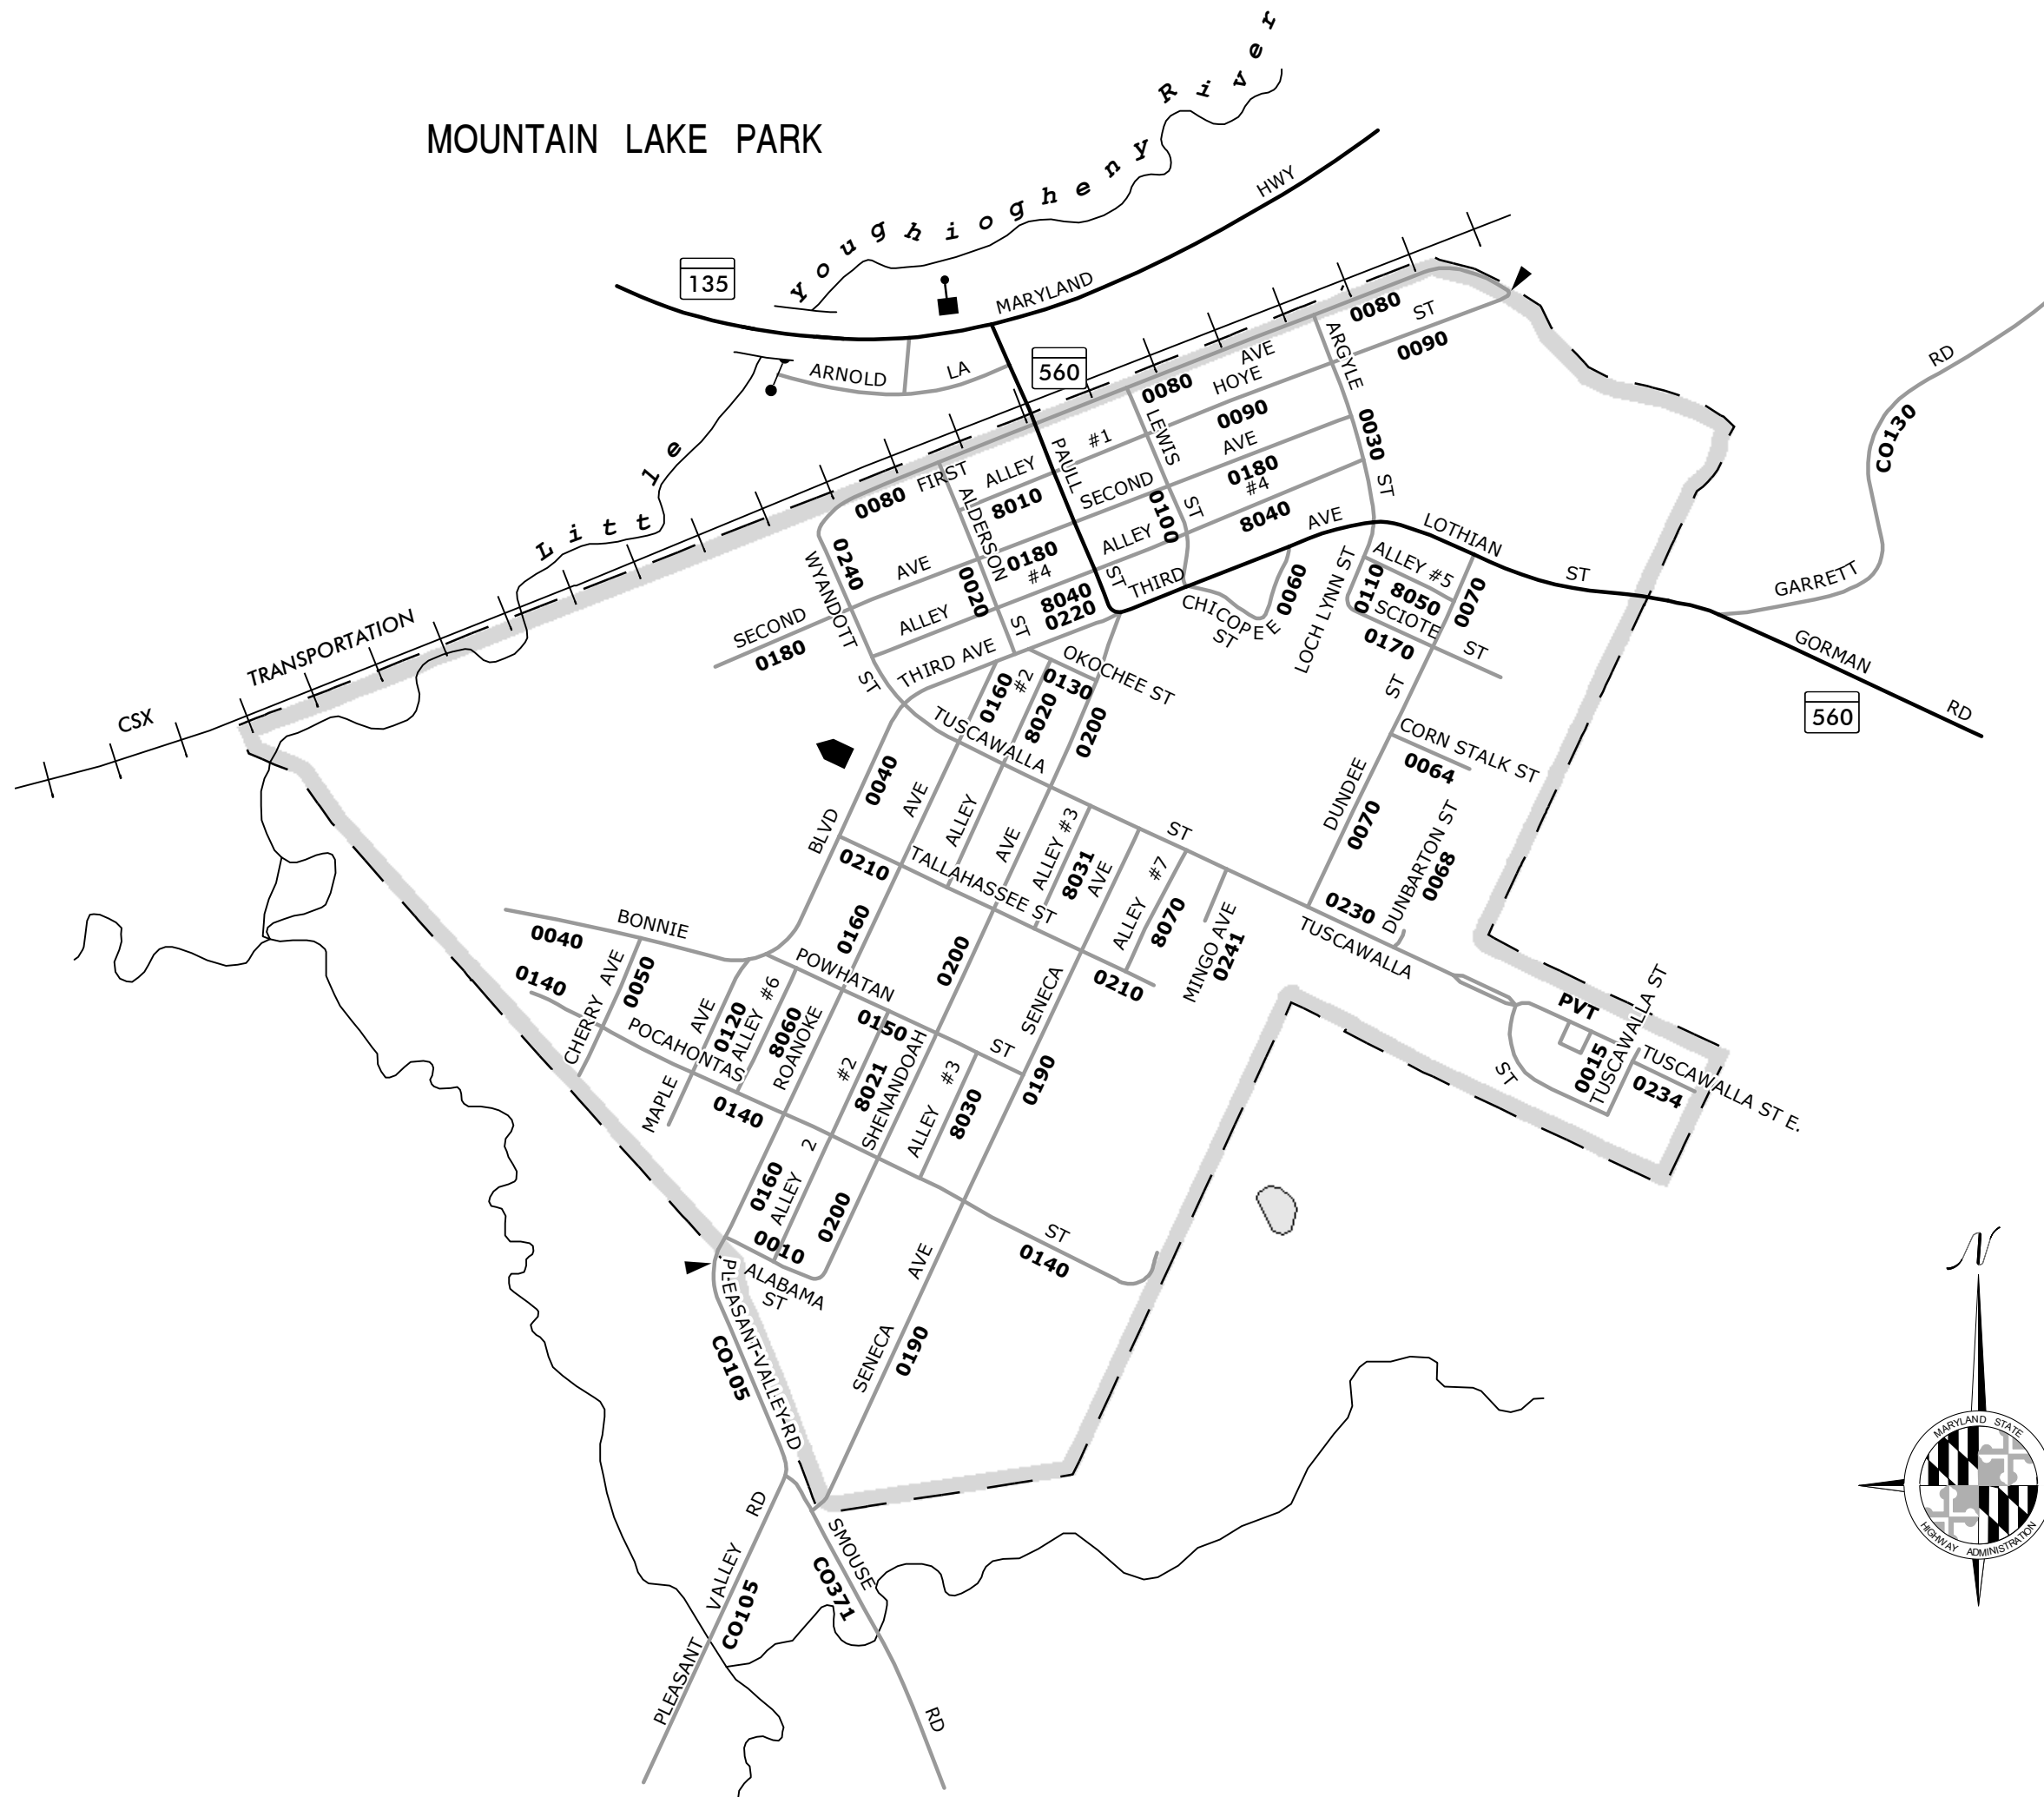 MOUNTAIN LAKE PARK
Little Youghiogheny River
MARYLAND HWY
135
560
ARNOLD LA
CSX TRANSPORTATION
0080
FIRST AVE
0080
0080
HOYE ST
0090
0090
ARGYLE ST
0030
ALLEY #1
8010
PAULL ST
LEWIS ST
0100
SECOND AVE
0180
SECOND AVE
0180
0180
ALDERSON ST
0020
WYANDOTT ST
0240
ALLEY #4
8040
ALLEY #4
8040
0220
THIRD AVE
THIRD AVE
CHICOPEE ST
0060
LOTHIAN ST
LOCH LYNN ST
0110
ALLEY #5
8050
SCIOTE ST
0170
0070
GARRETT RD
CO130
GORMAN RD
560
OKOCHEE ST
0130
0160
#2
8020
0200
TUSCAWALLA ST
0040
BLVD
AVE
ALLEY
AVE
ALLEY #3
8031
AVE
ALLEY #7
8070
MINGO AVE
0241
DUNDEE ST
0070
CORN STALK ST
0064
DUNBARTON ST
0068
0230
TUSCAWALLA ST
PVT
TUSCAWALLA ST
0015
TUSCAWALLA ST E.
0234
0210
TALLAHASSEE ST
0210
BONNIE
0040
0140
CHERRY AVE
0050
0160
0200
POWHATAN ST
0150
POCAHONTAS
MAPLE AVE
0120
ALLEY #6
8060
ROANOKE
#2
8021
SHENANDOAH
ALLEY #3
8030
SENECA
0190
0140
0160
ALLEY 2
0200
0010
ALABAMA ST
ST
0140
SENECA AVE
0190
PLEASANT-VALLEY-RD
CO105
PLEASANT VALLEY RD
CO105
SMOUSE RD
CO371
N
MARYLAND STATE
HIGHWAY ADMINISTRATION